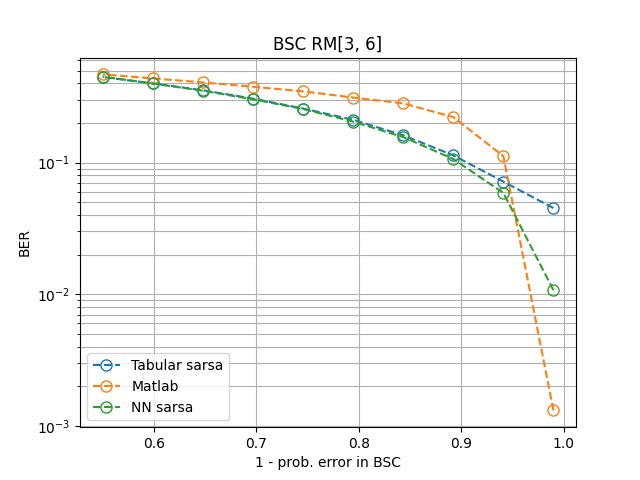 BSC RM[3, 6]
BER
10⁻¹
10⁻²
10⁻³
Tabular sarsa
Matlab
NN sarsa
0.6 0.7 0.8 0.9 1.0
1 - prob. error in BSC